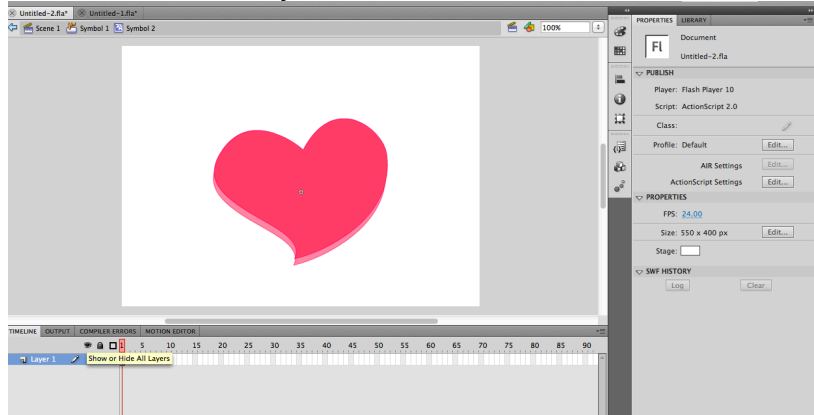 Untitled-2.fla* Untitled-1.fla*
Scene 1 Symbol 1 Symbol 2 100%
PROPERTIES LIBRARY
Fl
Document
Untitled-2.fla
PUBLISH
Player: Flash Player 10
Script: ActionScript 2.0
Class:
Profile: Default Edit...
AIR Settings Edit...
ActionScript Settings Edit...
PROPERTIES
FPS: 24.00
Size: 550 x 400 px Edit...
Stage:
SWF HISTORY
Log Clear
TIMELINE OUTPUT COMPILER ERRORS MOTION EDITOR
1 5 10 15 20 25 30 35 40 45 50 55 60 65 70 75 80 85 90
Layer 1 Show or Hide All Layers